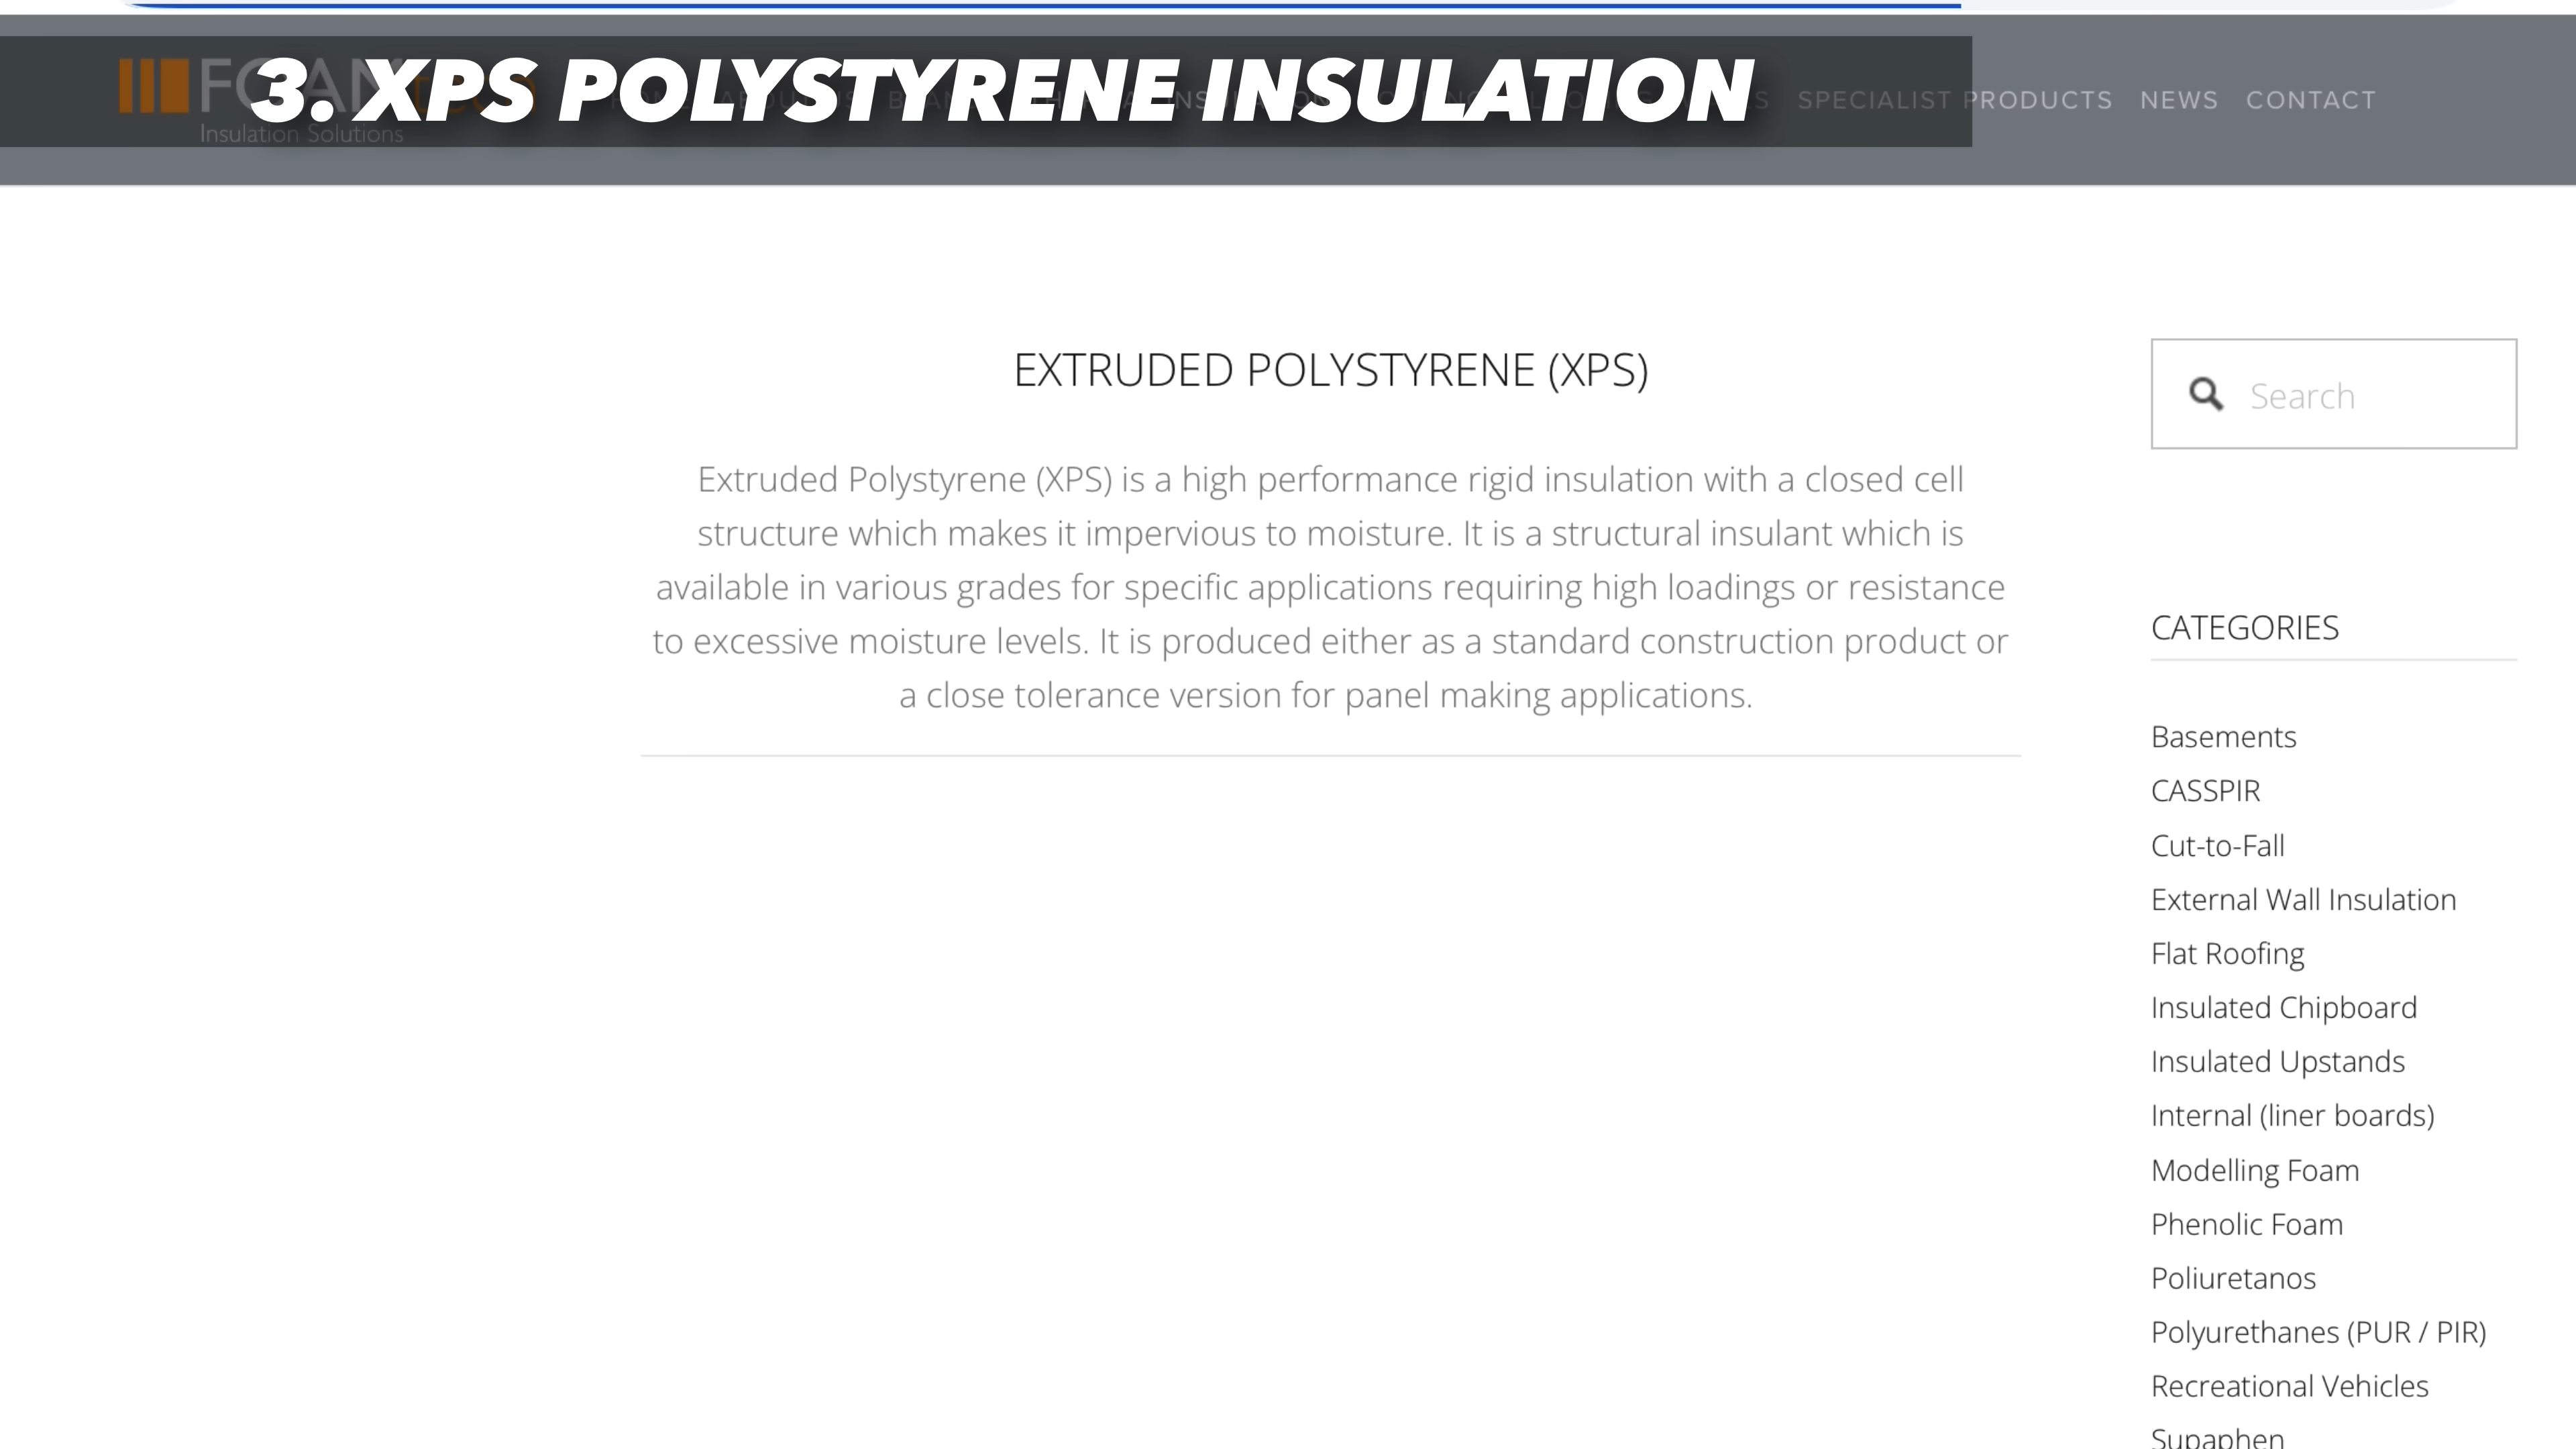 3. XPS POLYSTYRENE INSULATION
Insulation Solutions
SPECIALIST PRODUCTS
NEWS
CONTACT
EXTRUDED POLYSTYRENE (XPS)
Extruded Polystyrene (XPS) is a high performance rigid insulation with a closed cell
structure which makes it impervious to moisture. It is a structural insulant which is
available in various grades for specific applications requiring high loadings or resistance
to excessive moisture levels. It is produced either as a standard construction product or
a close tolerance version for panel making applications.
Search
CATEGORIES
Basements
CASSPIR
Cut-to-Fall
External Wall Insulation
Flat Roofing
Insulated Chipboard
Insulated Upstands
Internal (liner boards)
Modelling Foam
Phenolic Foam
Poliuretanos
Polyurethanes (PUR / PIR)
Recreational Vehicles
Supaphen